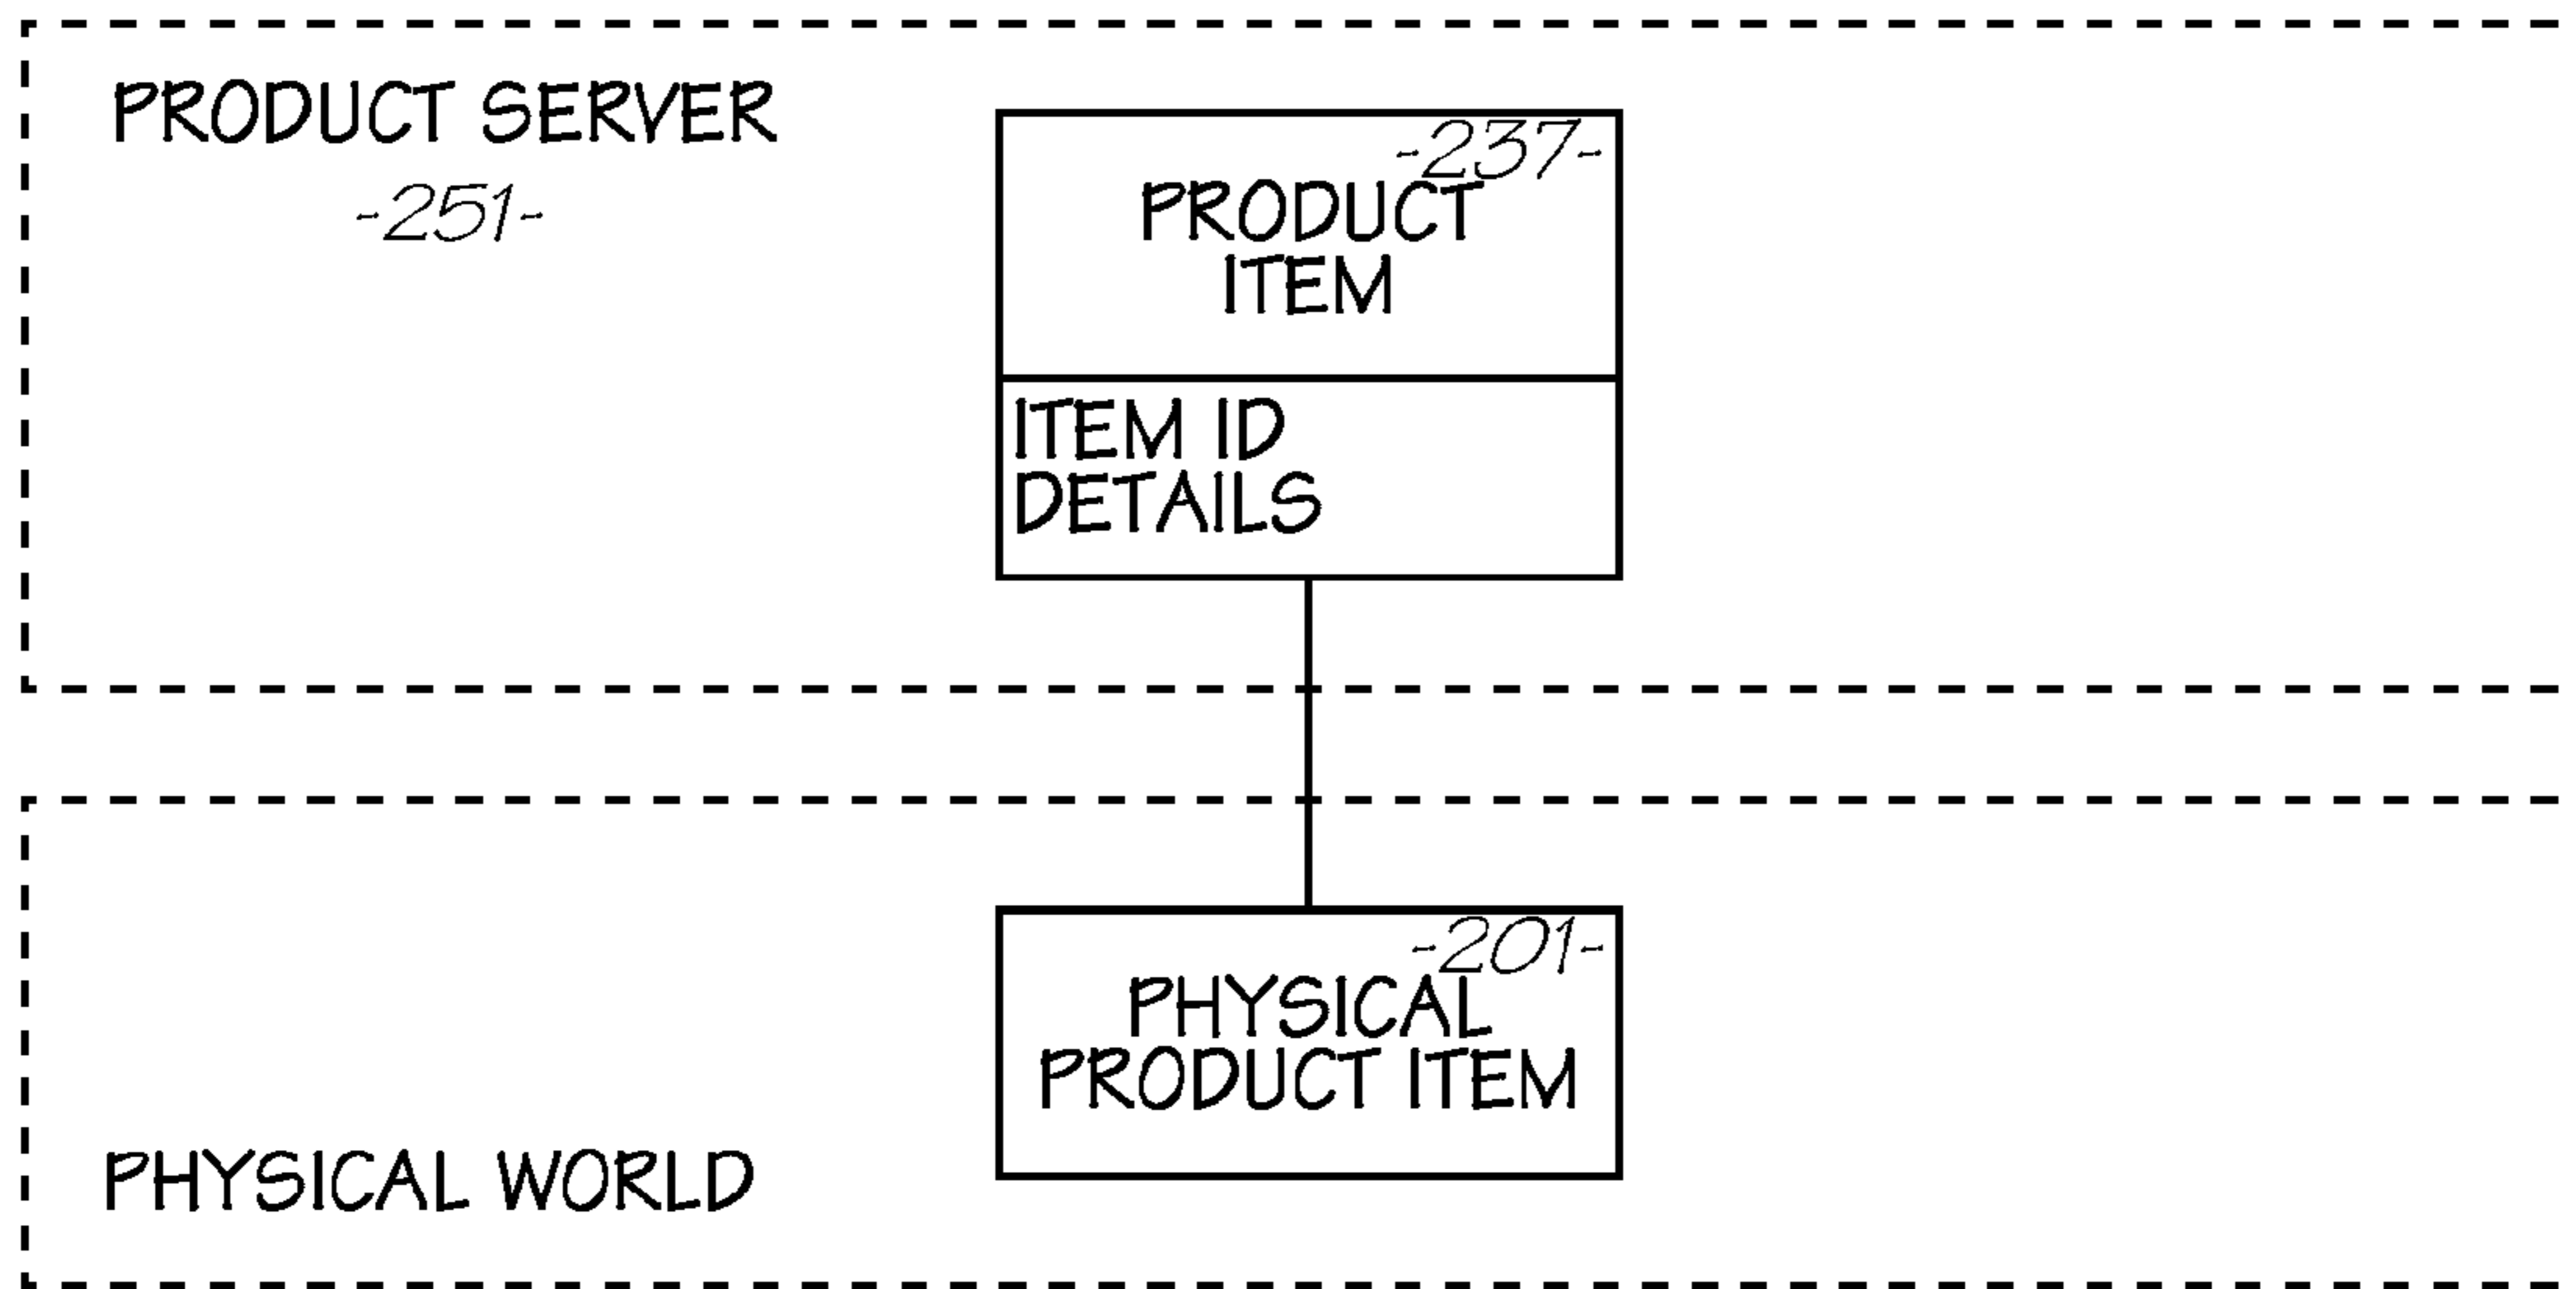 PRODUCT SERVER
-251-
-237-
PRODUCT
ITEM
ITEM ID
DETAILS
-201-
PHYSICAL
PRODUCT ITEM
PHYSICAL WORLD